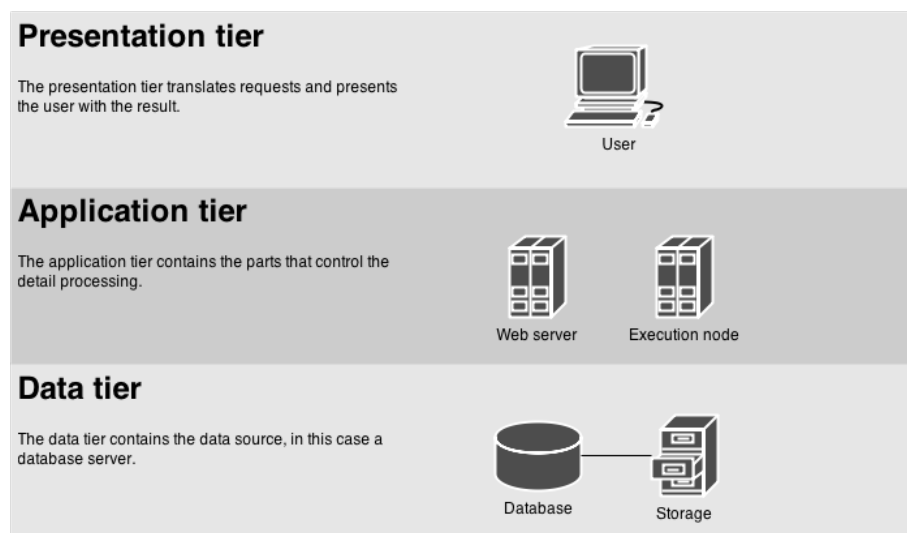 Presentation tier
The presentation tier translates requests and presents
the user with the result.
User
Application tier
The application tier contains the parts that control the
detail processing.
Web server
Execution node
Data tier
The data tier contains the data source, in this case a
database server.
Database
Storage